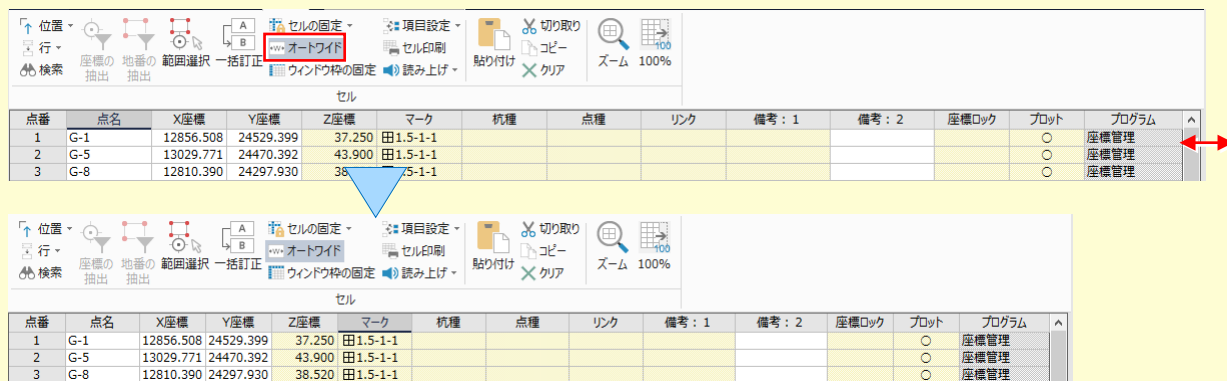 位置 座標の抽出 地番の抽出 範囲選択 A B 一括訂正 セルの固定 項目設定 貼り付け 切り取り ズーム 100 100%
行 オートワイド セル印刷 コピー
検索 ウィンドウ枠の固定 読み上げ クリア
セル
点番 点名 X座標 Y座標 Z座標 マーク 杭種 点種 リンク 備考：1 備考：2 座標ロック プロット プログラム
1 G-1 12856.508 24529.399 37.250 田1.5-1-1 ○ 座標管理
2 G-5 13029.771 24470.392 43.900 田1.5-1-1 ○ 座標管理
3 G-8 12810.390 24297.930 38 5-1-1 ○ 座標管理
位置 座標の抽出 地番の抽出 範囲選択 A B 一括訂正 セルの固定 項目設定 貼り付け 切り取り ズーム 100 100%
行 オートワイド セル印刷 コピー
検索 ウィンドウ枠の固定 読み上げ クリア
セル
点番 点名 X座標 Y座標 Z座標 マーク 杭種 点種 リンク 備考：1 備考：2 座標ロック プロット プログラム
1 G-1 12856.508 24529.399 37.250 田1.5-1-1 ○ 座標管理
2 G-5 13029.771 24470.392 43.900 田1.5-1-1 ○ 座標管理
3 G-8 12810.390 24297.930 38.520 田1.5-1-1 ○ 座標管理